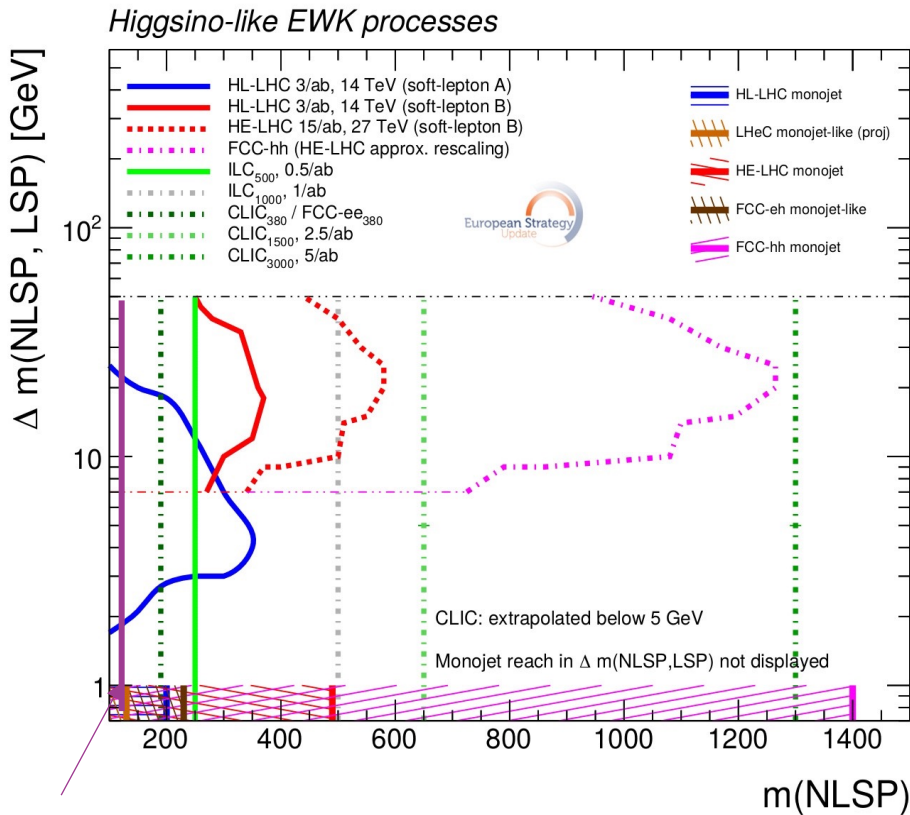 Higgsino-like EWK processes
Δ m(NLSP, LSP) [GeV]
HL-LHC 3/ab, 14 TeV (soft-lepton A)
HL-LHC 3/ab, 14 TeV (soft-lepton B)
HE-LHC 15/ab, 27 TeV (soft-lepton B)
FCC-hh (HE-LHC approx. rescaling)
ILC500, 0.5/ab
ILC1000, 1/ab
CLIC380 / FCC-ee380
CLIC1500, 2.5/ab
CLIC3000, 5/ab
HL-LHC monojet
LHeC monojet-like (proj)
HE-LHC monojet
FCC-eh monojet-like
FCC-hh monojet
European Strategy
Update
10²
10
1
CLIC: extrapolated below 5 GeV
Monojet reach in Δ m(NLSP,LSP) not displayed
200 400 600 800 1000 1200 1400
m(NLSP)